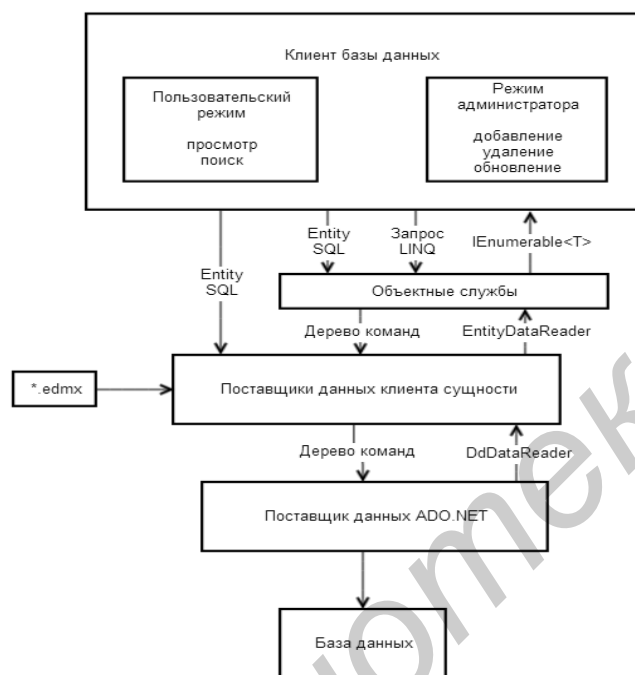 Клиент базы данных
Пользовательский
режим
просмотр
поиск
Режим
администратора
добавление
удаление
обновление
Entity
SQL
Entity
SQL
Запрос
LINQ
IEnumerable<T>
Объектные службы
Дерево команд
EntityDataReader
*.edmx
Поставщики данных клиента сущности
Дерево команд
DdDataReader
Поставщик данных ADO.NET
База данных